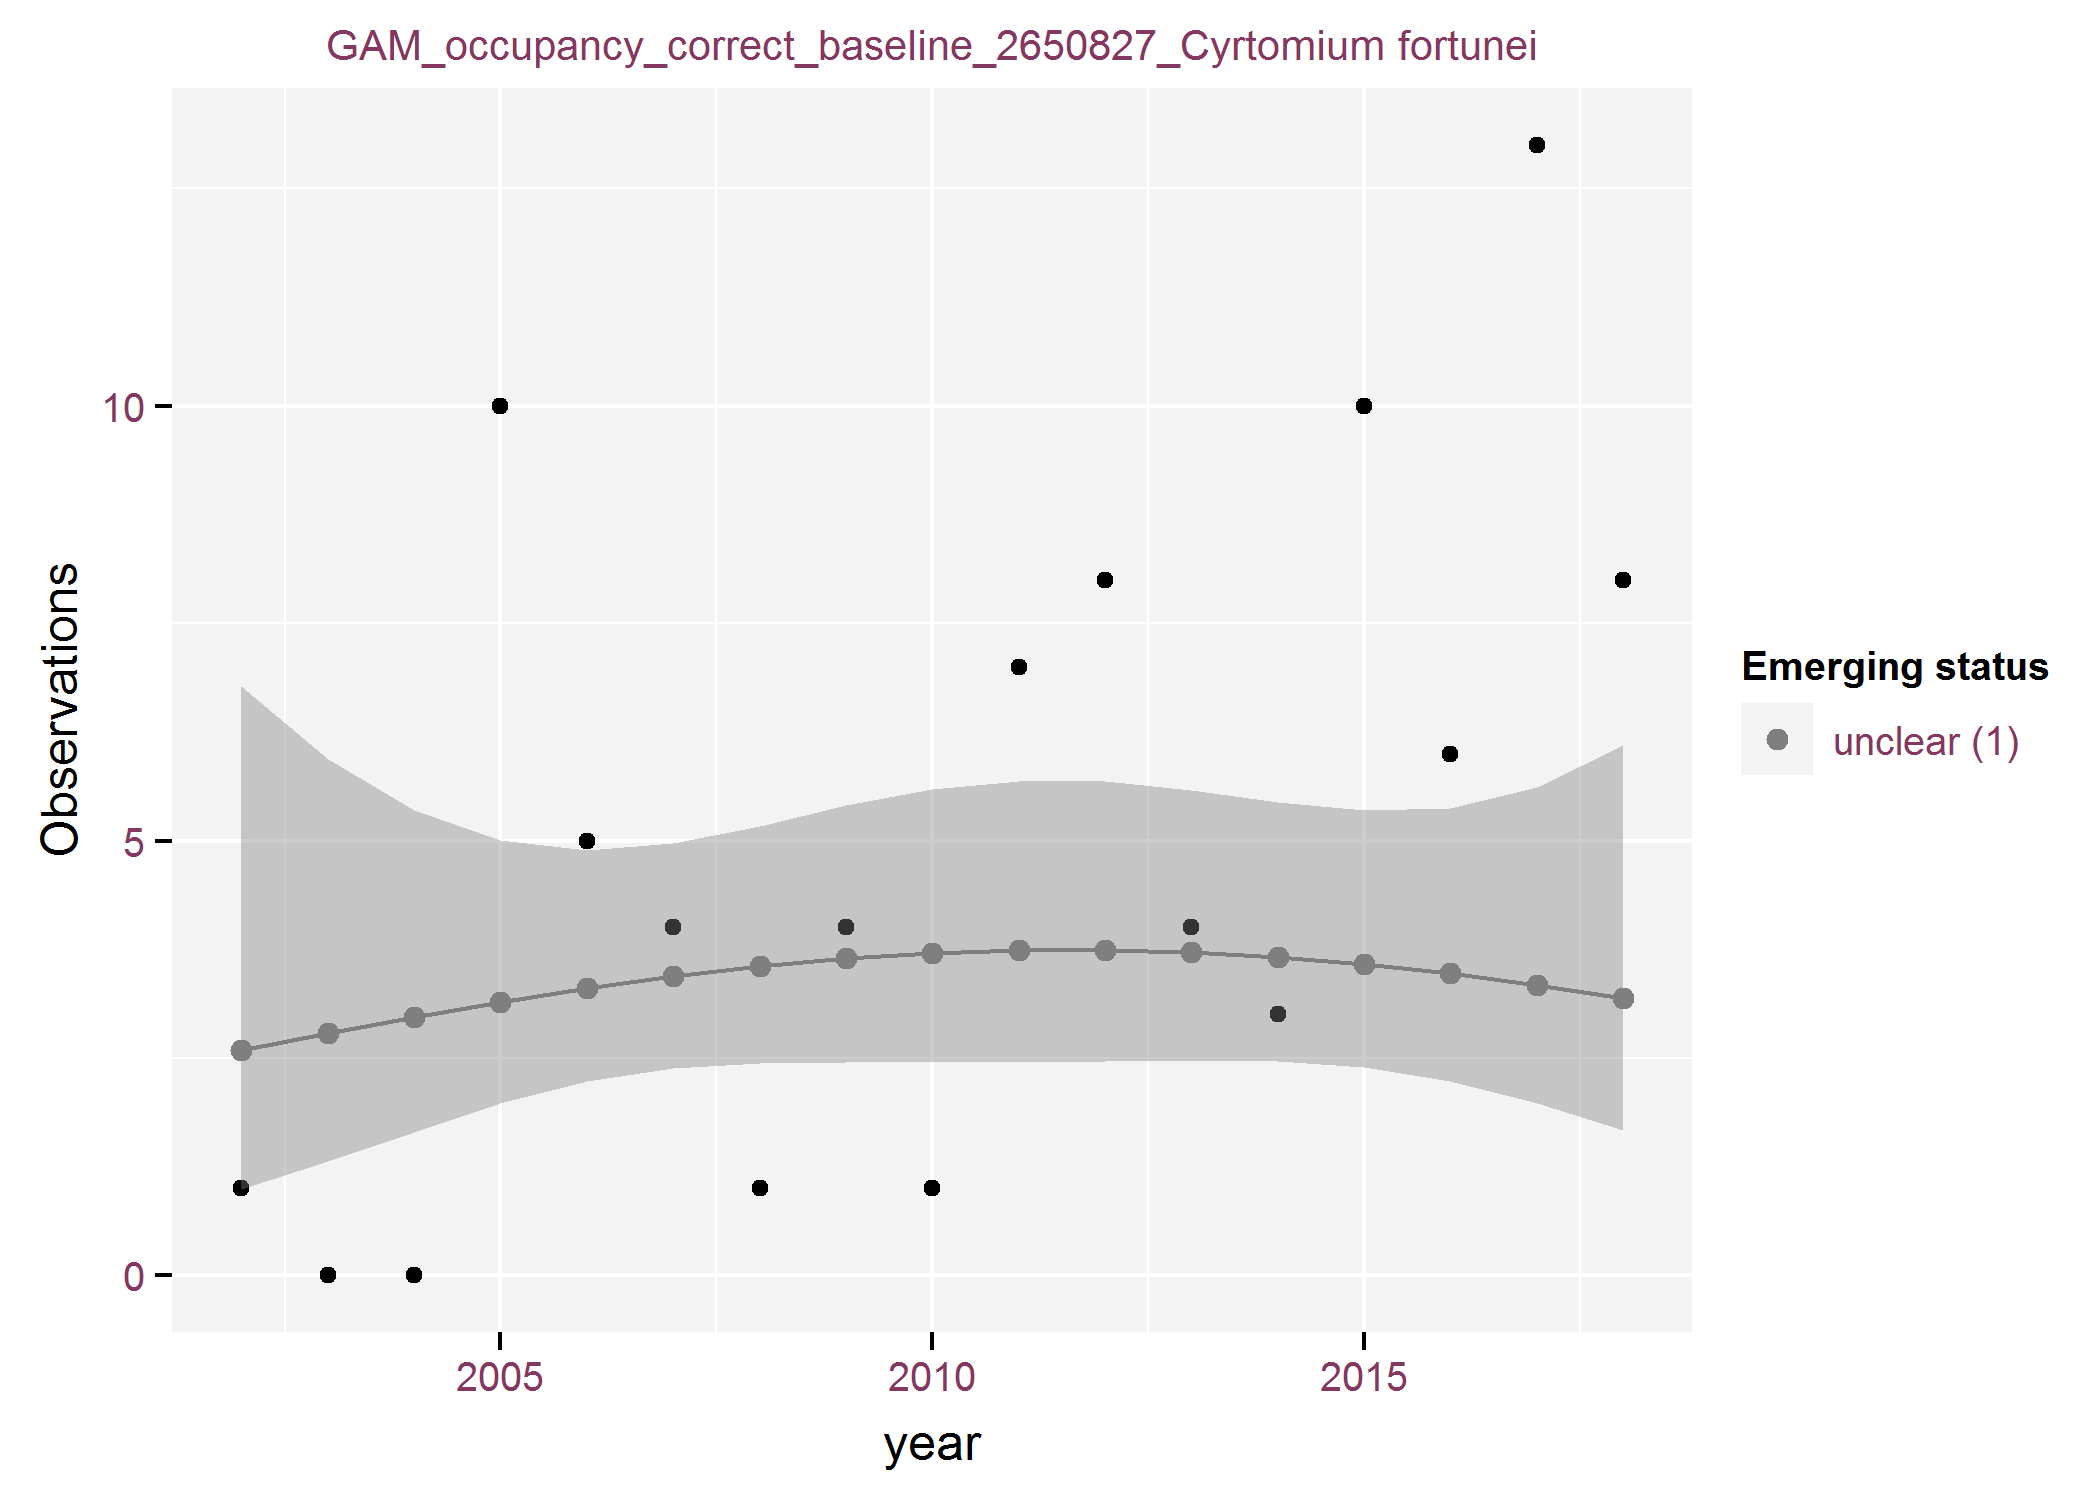 GAM_occupancy_correct_baseline_2650827_Cyrtomium fortunei
Observations
10
5
0
2005
2010
2015
year
Emerging status
unclear (1)